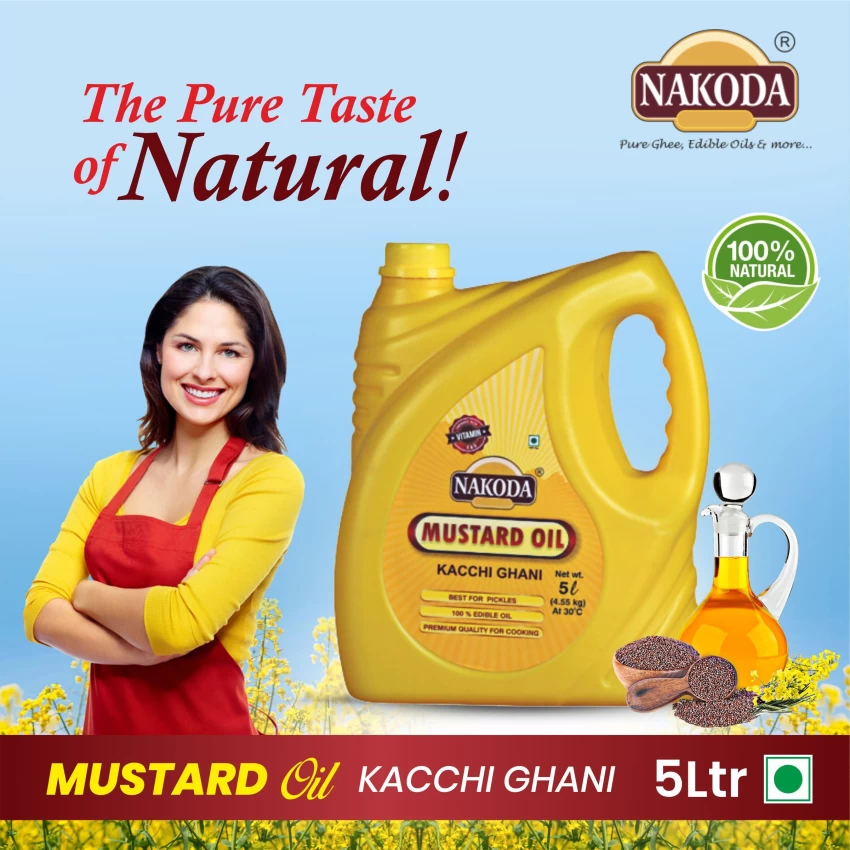 The Pure Taste
of Natural!
NAKODA ®
Pure Ghee, Edible Oils & more...
100%
NATURAL
VITAMIN
NAKODA ®
MUSTARD OIL
KACCHI GHANI
Net wt.
5 l
(4.55 kg)
At 30°C
BEST FOR PICKLES
100 % EDIBLE OIL
PREMIUM QUALITY FOR COOKING
MUSTARD Oil KACCHI GHANI 5Ltr